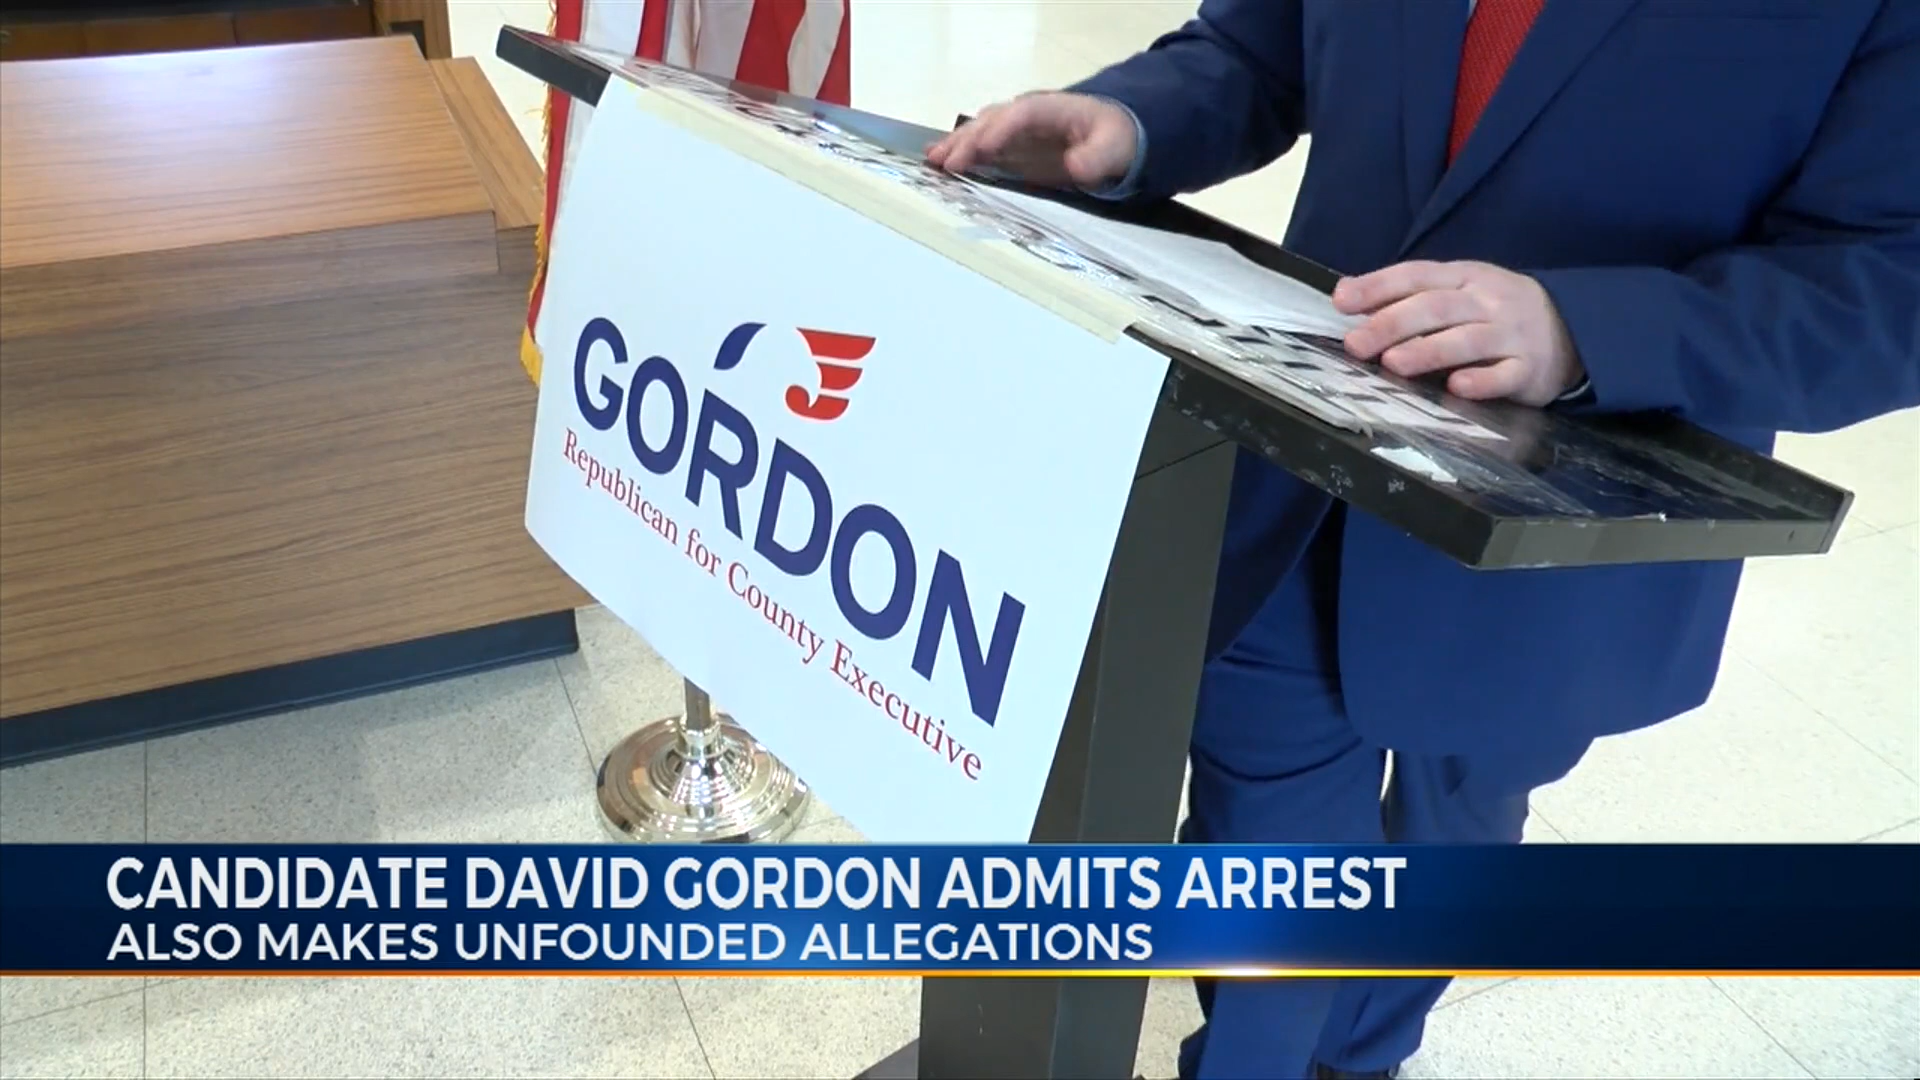 GORDON
Republican for County Executive
CANDIDATE DAVID GORDON ADMITS ARREST
ALSO MAKES UNFOUNDED ALLEGATIONS